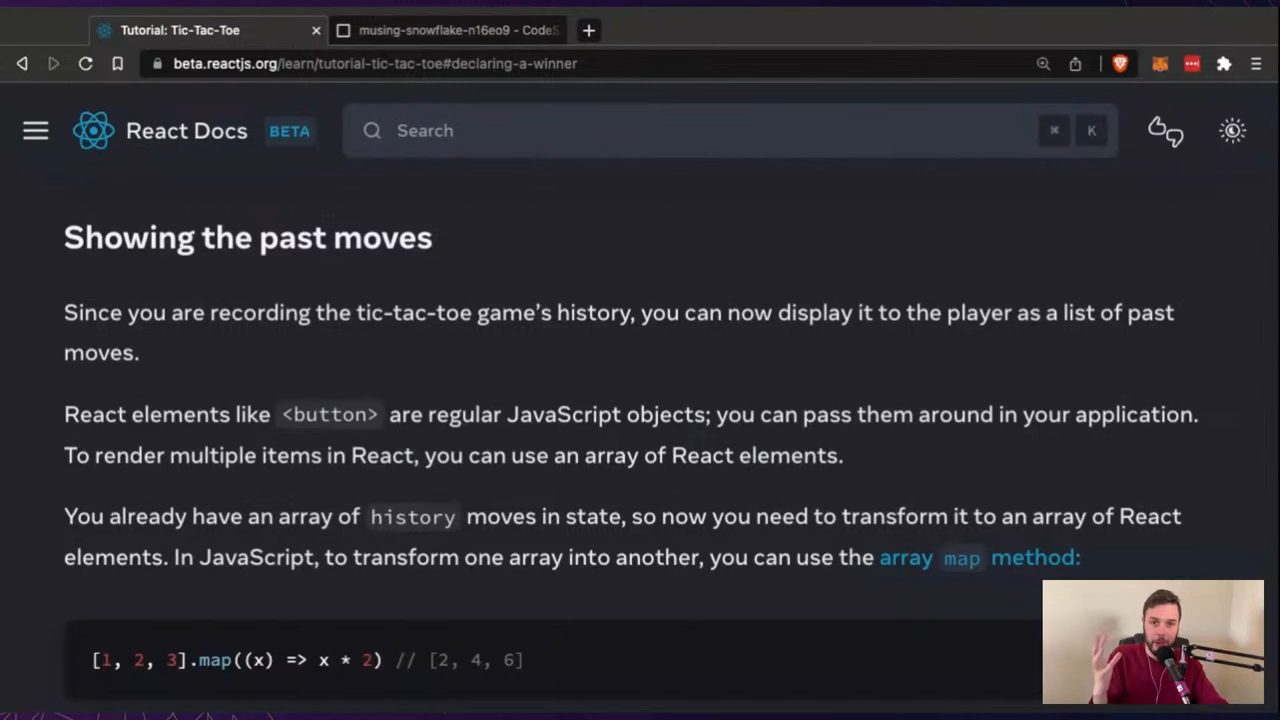 Tutorial: Tic-Tac-Toe
musing-snowflake-n16eo9 - CodeS
beta.reactjs.org/learn/tutorial-tic-tac-toe#declaring-a-winner
React Docs BETA Search ⌘ K
Showing the past moves
Since you are recording the tic-tac-toe game’s history, you can now display it to the player as a list of past
moves.
React elements like <button> are regular JavaScript objects; you can pass them around in your application.
To render multiple items in React, you can use an array of React elements.
You already have an array of history moves in state, so now you need to transform it to an array of React
elements. In JavaScript, to transform one array into another, you can use the array map method:
[1, 2, 3].map((x) => x * 2) // [2, 4, 6]